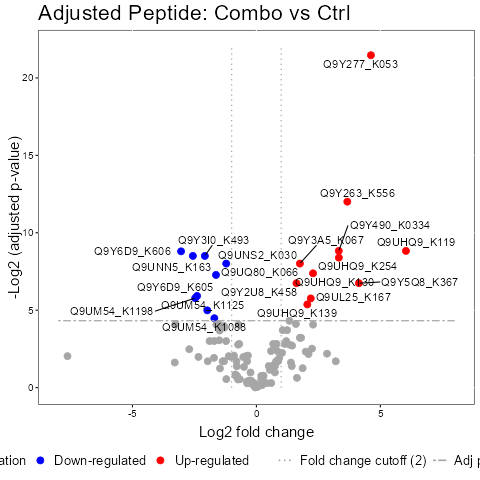 Adjusted Peptide: Combo vs Ctrl
-Log2 (adjusted p-value)
20
15
10
5
0
Q9Y277_K053
Q9Y263_K556
Q9Y490_K0334
Q9Y3I0_K493
Q9Y3A5_K067
Q9UHQ9_K119
Q9Y6D9_K606
Q9UNS2_K030
Q9UNN5_K163
Q9UQ80_K066
Q9UHQ9_K254
Q9Y6D9_K605
Q9Y2U8_K458
Q9Y5Q8_K367
Q9UL25_K167
Q9UM54_K1198
Q9UM54_K1125
Q9UHQ9_K139
Q9UM54_K1088
-5
0
5
Log2 fold change
ation
Down-regulated
Up-regulated
Fold change cutoff (2)
Adj p